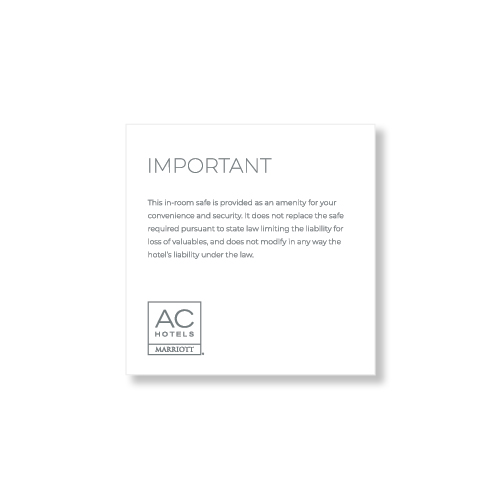 IMPORTANT
This in-room safe is provided as an amenity for your
convenience and security. It does not replace the safe
required pursuant to state law limiting the liability for
loss of valuables, and does not modify in any way the
hotel's liability under the law.
AC
HOTELS
MARRIOTT